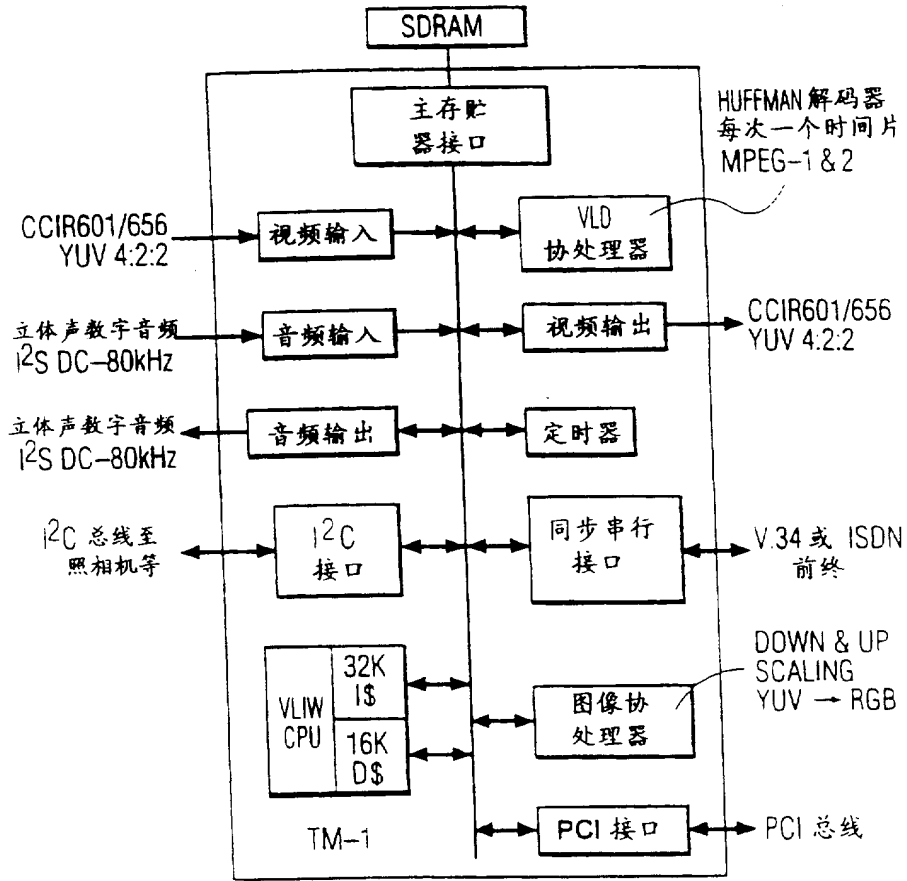 SDRAM
主存贮
器接口
HUFFMAN 解码器
每次一个时间片
MPEG-1 & 2
CCIR601/656
YUV 4:2:2
视频输入
VLD
协处理器
立体声数字音频
I²S DC-80kHz
音频输入
视频输出
CCIR601/656
YUV 4:2:2
立体声数字音频
I²S DC-80kHz
音频输出
定时器
I²C 总线至
照相机等
I²C
接口
同步串行
接口
V.34 或 ISDN
前终
VLIW
CPU
32K
I$
16K
D$
图像协
处理器
DOWN & UP
SCALING
YUV → RGB
TM-1
PCI 接口
PCI 总线